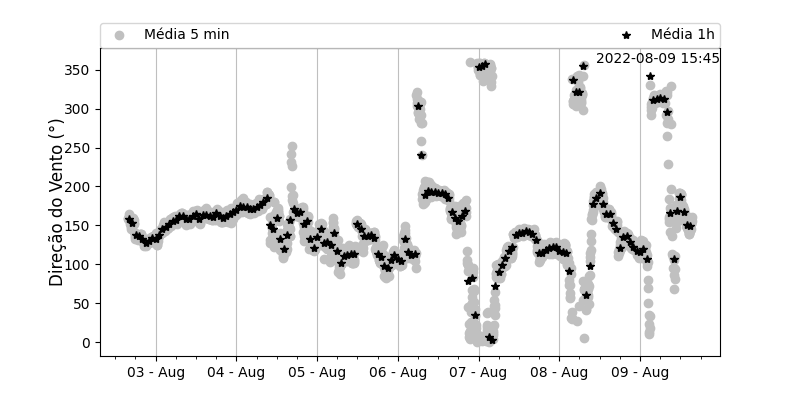 Média 5 min
Média 1h
2022-08-09 15:45
Direção do Vento (°)
350
300
250
200
150
100
50
0
03 - Aug
04 - Aug
05 - Aug
06 - Aug
07 - Aug
08 - Aug
09 - Aug